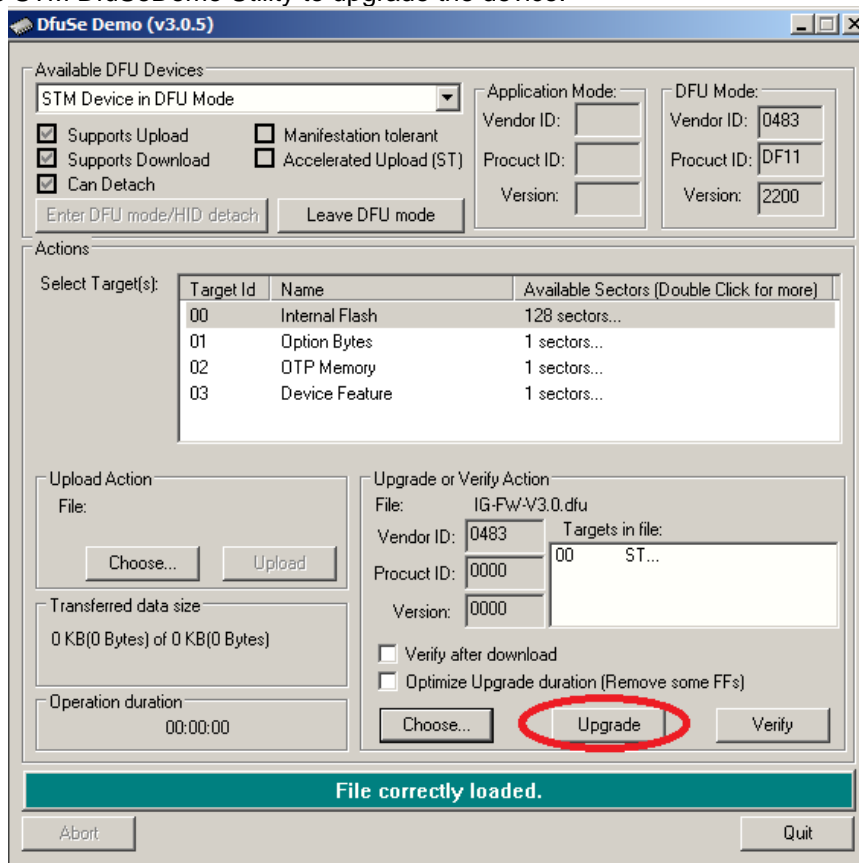 STM DfuSeDemo Utility to upgrade the device.
DfuSe Demo (v3.0.5)
Available DFU Devices
STM Device in DFU Mode
Supports Upload
Manifestation tolerant
Supports Download
Accelerated Upload (ST)
Can Detach
Enter DFU mode/HID detach
Leave DFU mode
Application Mode:
Vendor ID:
Procuct ID:
Version:
DFU Mode:
Vendor ID: 0483
Procuct ID: DF11
Version: 2200
Actions
Select Target(s):
Target Id Name Available Sectors (Double Click for more)
00 Internal Flash 128 sectors...
01 Option Bytes 1 sectors...
02 OTP Memory 1 sectors...
03 Device Feature 1 sectors...
Upload Action
File:
Choose... Upload
Transferred data size
0 KB(0 Bytes) of 0 KB(0 Bytes)
Operation duration
00:00:00
Upgrade or Verify Action
File: IG-FW-V3.0.dfu
Vendor ID: 0483
Procuct ID: 0000
Version: 0000
Targets in file:
00 ST...
Verify after download
Optimize Upgrade duration (Remove some FFs)
Choose... Upgrade Verify
File correctly loaded.
Abort Quit